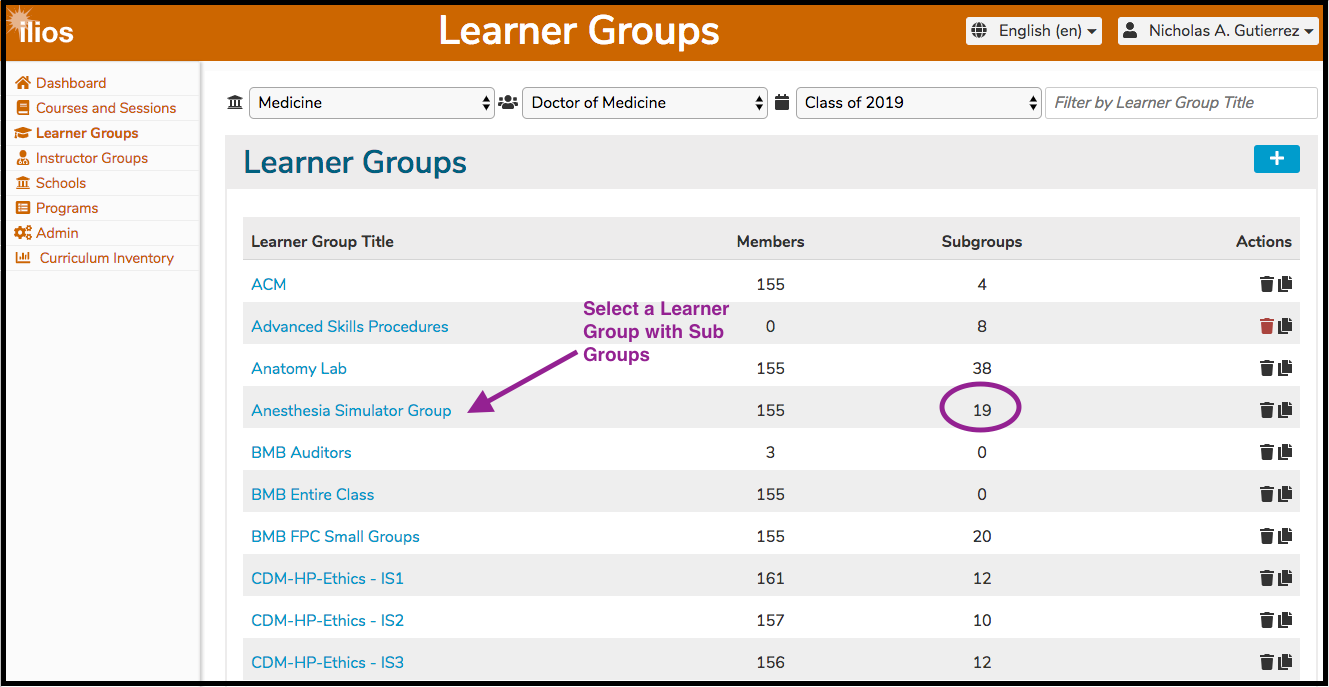 ilios
Learner Groups
English (en)
Nicholas A. Gutierrez
Dashboard
Courses and Sessions
Learner Groups
Instructor Groups
Schools
Programs
Admin
Curriculum Inventory
Medicine
Doctor of Medicine
Class of 2019
Filter by Learner Group Title
Learner Groups
+
Learner Group Title Members Subgroups Actions
ACM 155 4
Advanced Skills Procedures 0 8
Anatomy Lab 155 38
Anesthesia Simulator Group 155 19
BMB Auditors 3 0
BMB Entire Class 155 0
BMB FPC Small Groups 155 20
CDM-HP-Ethics - IS1 161 12
CDM-HP-Ethics - IS2 157 10
CDM-HP-Ethics - IS3 156 12
Select a Learner
Group with Sub
Groups